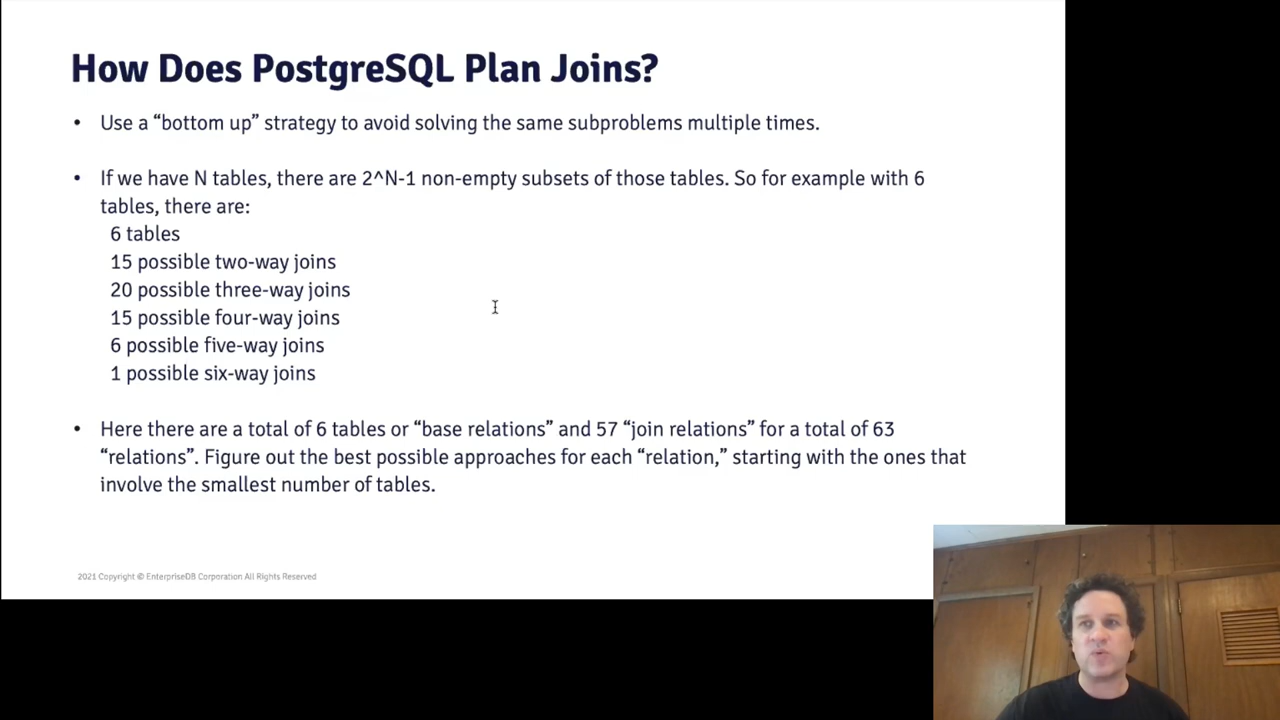 How Does PostgreSQL Plan Joins?
• Use a “bottom up” strategy to avoid solving the same subproblems multiple times.
• If we have N tables, there are 2^N-1 non-empty subsets of those tables. So for example with 6
tables, there are:
6 tables
15 possible two-way joins
20 possible three-way joins
15 possible four-way joins
6 possible five-way joins
1 possible six-way joins
• Here there are a total of 6 tables or “base relations” and 57 “join relations” for a total of 63
“relations”. Figure out the best possible approaches for each “relation,” starting with the ones that
involve the smallest number of tables.
2021 Copyright © EnterpriseDB Corporation All Rights Reserved